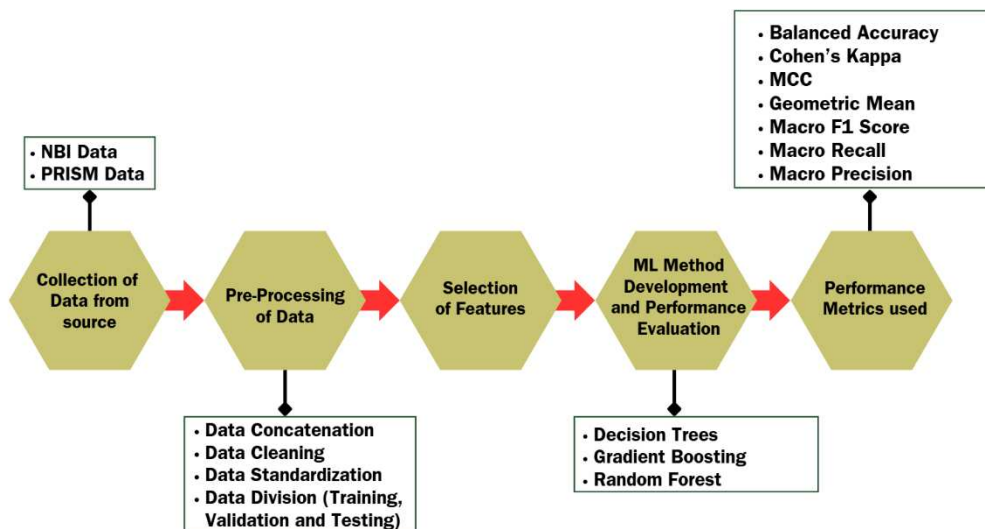 • Balanced Accuracy
• Cohen's Kappa
• MCC
• Geometric Mean
• Macro F1 Score
• Macro Recall
• Macro Precision
• NBI Data
• PRISM Data
Collection of
Data from
source
Pre-Processing
of Data
Selection
of Features
ML Method
Development
and Performance
Evaluation
Performance
Metrics used
• Data Concatenation
• Data Cleaning
• Data Standardization
• Data Division (Training,
Validation and Testing)
• Decision Trees
• Gradient Boosting
• Random Forest